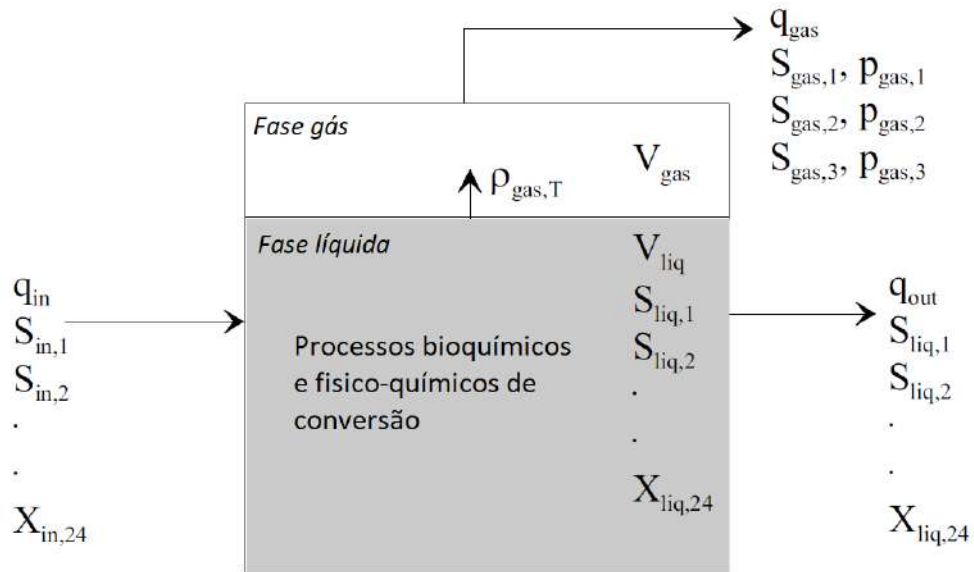 q_gas
S_gas,1, p_gas,1
S_gas,2, p_gas,2
S_gas,3, p_gas,3
Fase gás
V_gas
ρ_gas,T
Fase líquida
V_liq
S_liq,1
S_liq,2
.
.
X_liq,24
Processos bioquímicos
e fisico-químicos de
conversão
q_in
S_in,1
S_in,2
.
.
X_in,24
q_out
S_liq,1
S_liq,2
.
.
X_liq,24